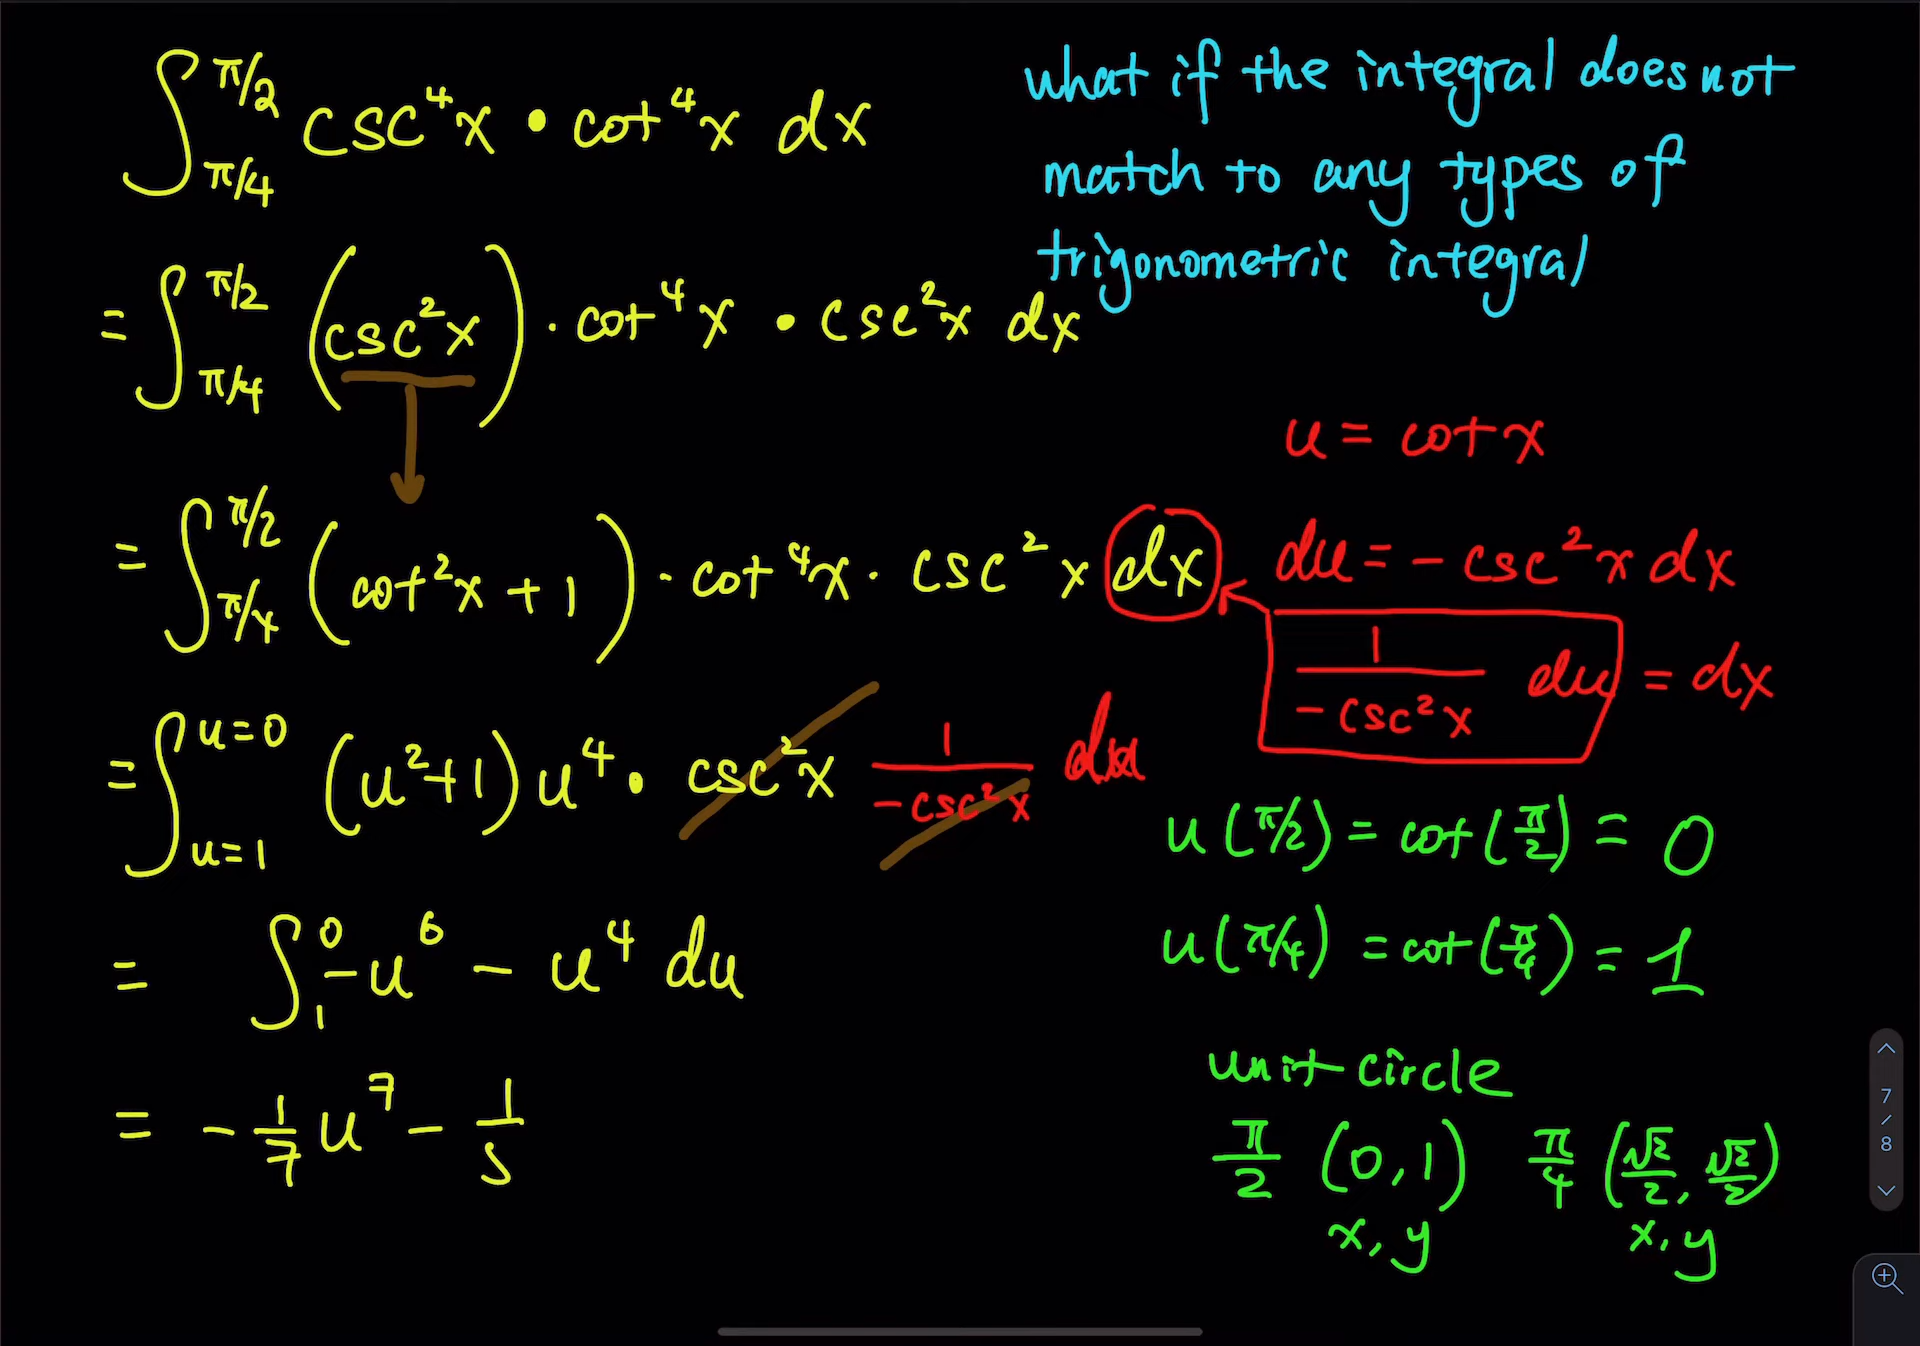 ∫_{π/4}^{π/2} csc⁴x • cot⁴x dx
what if the integral does not
match to any types of
trigonometric integral
= ∫_{π/4}^{π/2} (csc²x) · cot⁴x • csc²x dx
u = cot x
= ∫_{π/4}^{π/2} (cot²x + 1) · cot⁴x · csc²x dx
du = - csc²x dx
1/(- csc²x) du = dx
= ∫_{u=1}^{u=0} (u²+1) u⁴ • csc²x 1/(- csc²x) du
u(π/2) = cot(π/2) = 0
u(π/4) = cot(π/4) = 1
= ∫_1^0 -u⁶ - u⁴ du
unit circle
= - 1/7 u⁷ - 1/5
π/2 (0,1) π/4 (√2/2, √2/2)
x, y x, y
7
/
8